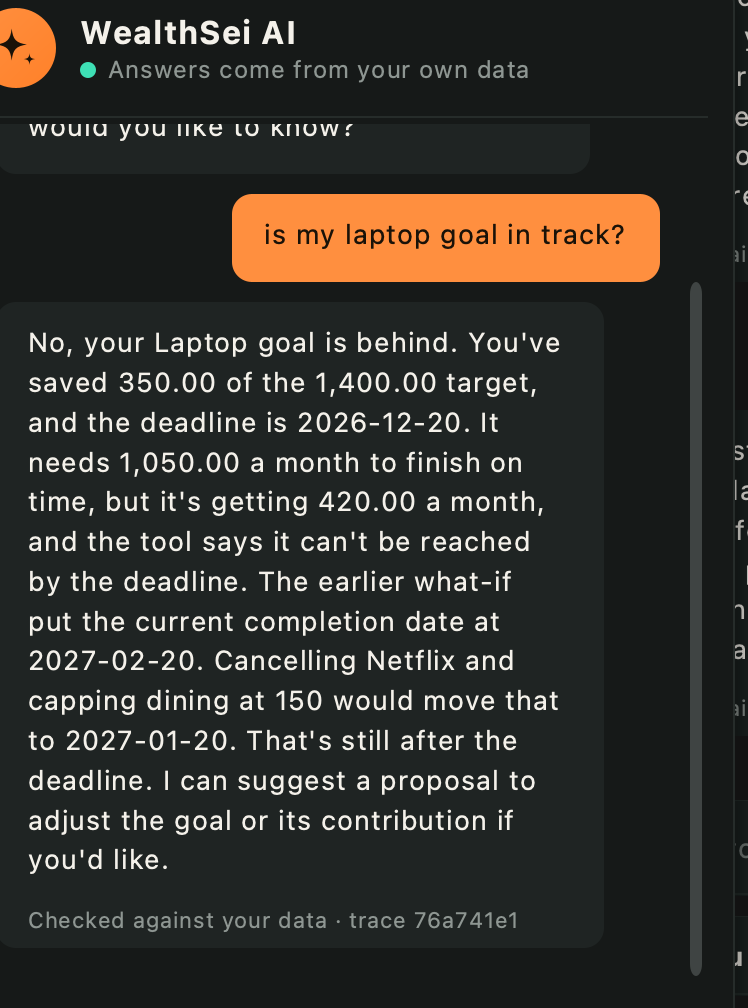 WealthSei AI
Answers come from your own data
would you like to know?
is my laptop goal in track?
No, your Laptop goal is behind. You've
saved 350.00 of the 1,400.00 target,
and the deadline is 2026-12-20. It
needs 1,050.00 a month to finish on
time, but it's getting 420.00 a month,
and the tool says it can't be reached
by the deadline. The earlier what-if
put the current completion date at
2027-02-20. Cancelling Netflix and
capping dining at 150 would move that
to 2027-01-20. That's still after the
deadline. I can suggest a proposal to
adjust the goal or its contribution if
you'd like.
Checked against your data · trace 76a741e1